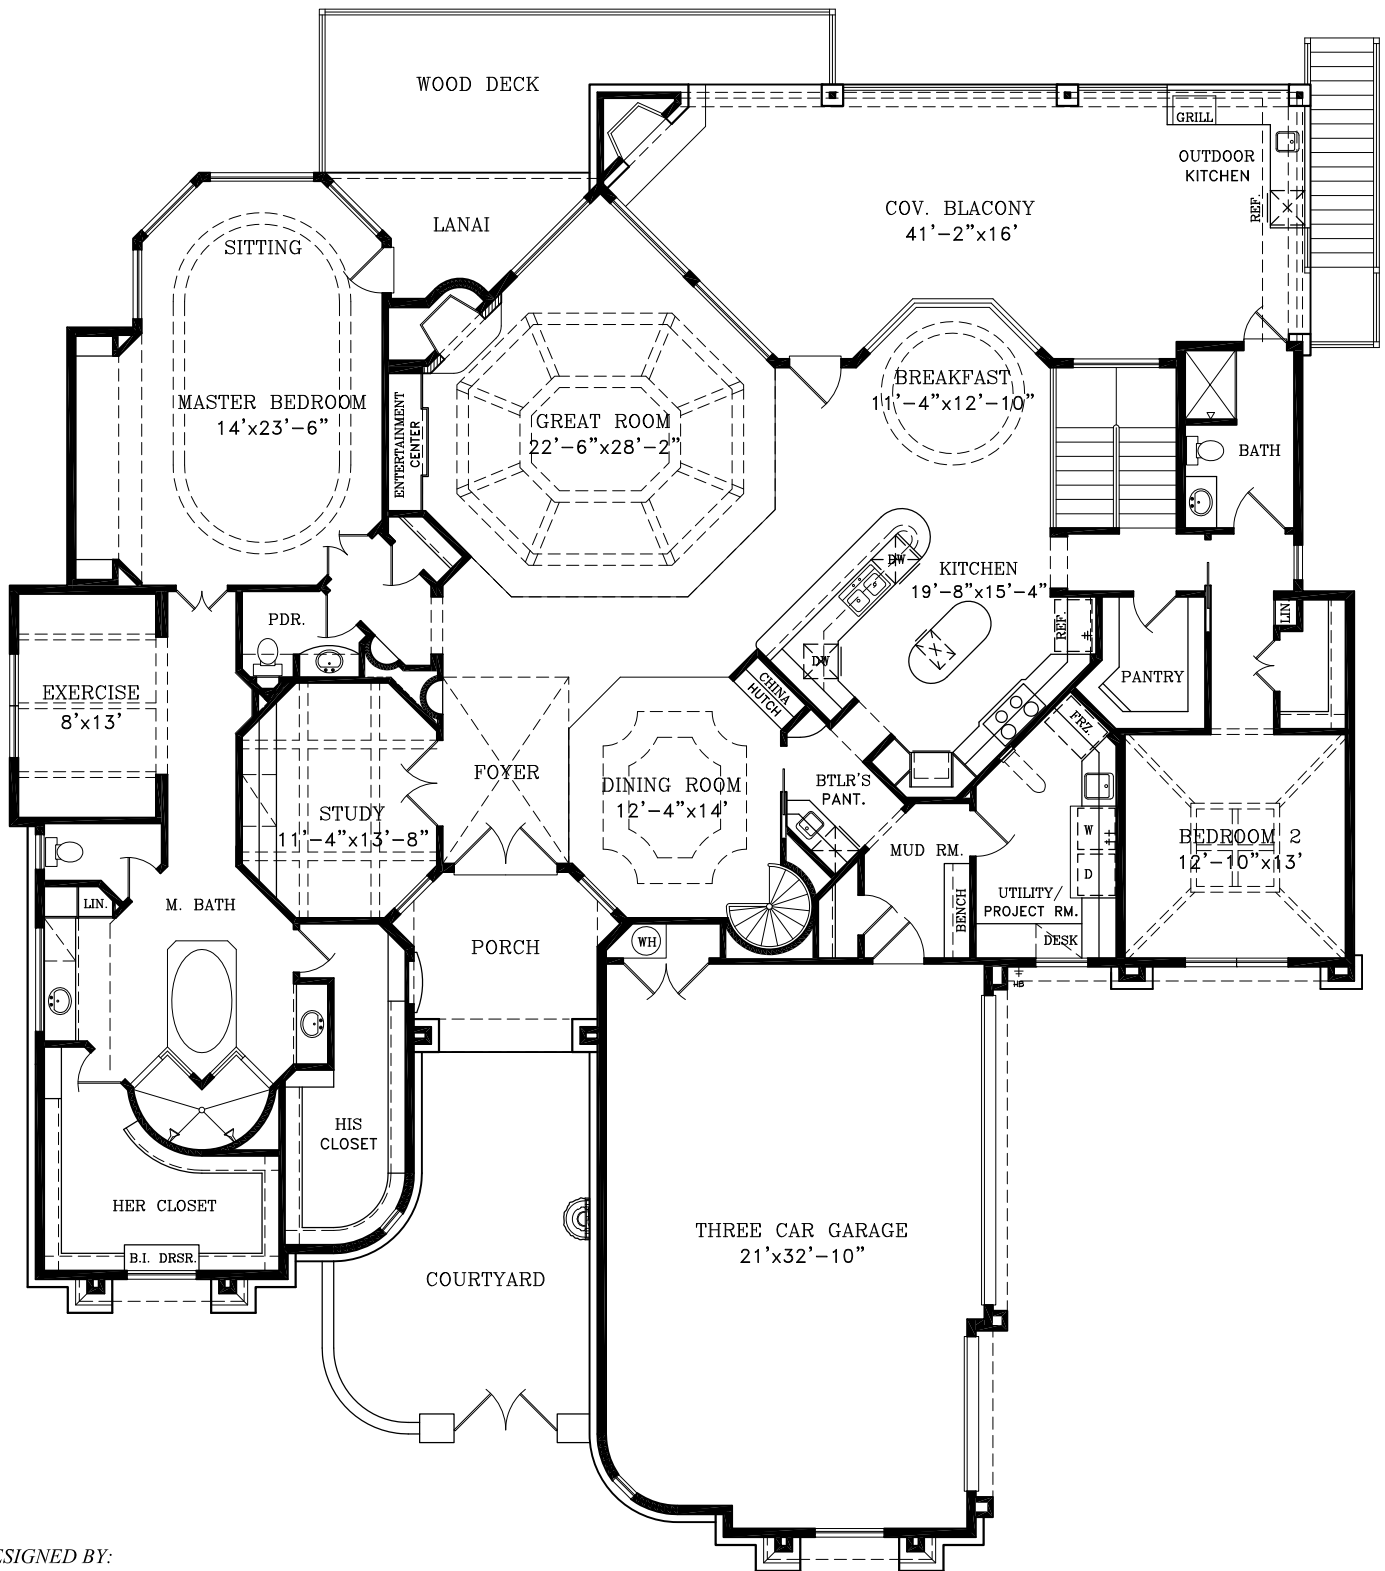 WOOD DECK
GRILL
OUTDOOR
KITCHEN
REF.
COV. BLACONY
41'-2"x16'
LANAI
SITTING
MASTER BEDROOM
14'x23'-6"
ENTERTAINMENT
CENTER
GREAT ROOM
22'-6"x28'-2"
BREAKFAST
11'-4"x12'-10"
BATH
DW
KITCHEN
19'-8"x15'-4"
REF.
LIN
PDR.
DW
CHINA
HUTCH
PANTRY
FRZ.
EXERCISE
8'x13'
FOYER
DINING ROOM
12'-4"x14'
BTLR'S
PANT.
STUDY
11'-4"x13'-8"
W
D
BEDROOM 2
12'-10"x13'
MUD RM.
UTILITY/
PROJECT RM.
BENCH
DESK
LIN.
M. BATH
PORCH
WH
HB
HIS
CLOSET
HER CLOSET
B.I. DRSR.
THREE CAR GARAGE
21'x32'-10"
COURTYARD
ESIGNED BY: